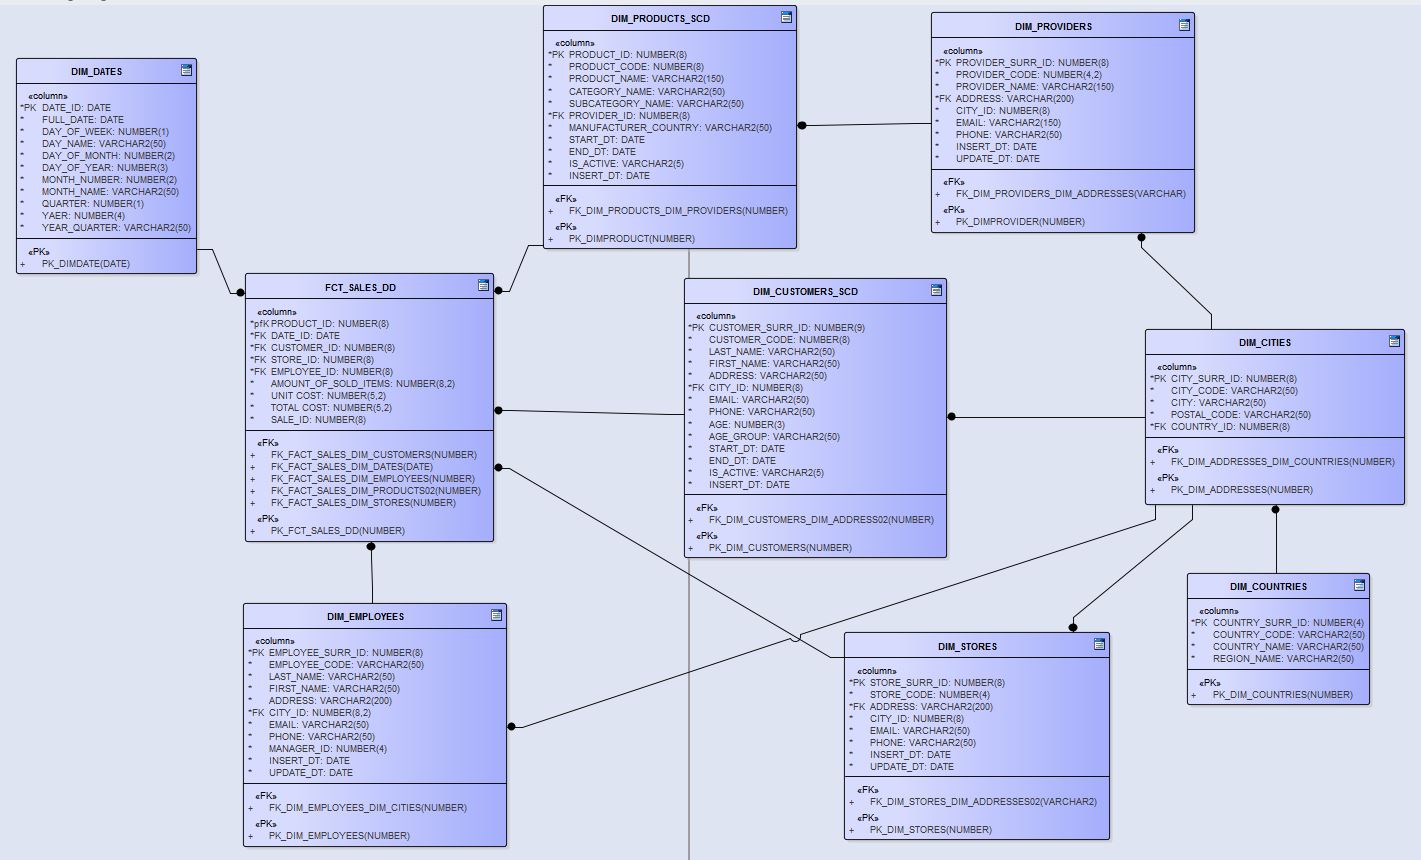 DIM_DATES
«column»
*PK DATE_ID: DATE
* FULL_DATE: DATE
* DAY_OF_WEEK: NUMBER(1)
* DAY_NAME: VARCHAR2(50)
* DAY_OF_MONTH: NUMBER(2)
* DAY_OF_YEAR: NUMBER(3)
* MONTH_NUMBER: NUMBER(2)
* MONTH_NAME: VARCHAR2(50)
* QUARTER: NUMBER(1)
* YAER: NUMBER(4)
* YEAR_QUARTER: VARCHAR2(50)
«PK»
+ PK_DIMDATE(DATE)
DIM_PRODUCTS_SCD
«column»
*PK PRODUCT_ID: NUMBER(8)
* PRODUCT_CODE: NUMBER(8)
* PRODUCT_NAME: VARCHAR2(150)
* CATEGORY_NAME: VARCHAR2(50)
* SUBCATEGORY_NAME: VARCHAR2(50)
*FK PROVIDER_ID: NUMBER(8)
* MANUFACTURER_COUNTRY: VARCHAR2(50)
* START_DT: DATE
* END_DT: DATE
* IS_ACTIVE: VARCHAR2(5)
* INSERT_DT: DATE
«FK»
+ FK_DIM_PRODUCTS_DIM_PROVIDERS(NUMBER)
«PK»
+ PK_DIMPRODUCT(NUMBER)
DIM_PROVIDERS
«column»
*PK PROVIDER_SURR_ID: NUMBER(8)
* PROVIDER_CODE: NUMBER(4,2)
* PROVIDER_NAME: VARCHAR2(150)
*FK ADDRESS: VARCHAR(200)
* CITY_ID: NUMBER(8)
* EMAIL: VARCHAR2(150)
* PHONE: VARCHAR2(50)
* INSERT_DT: DATE
* UPDATE_DT: DATE
«FK»
+ FK_DIM_PROVIDERS_DIM_ADDRESSES(VARCHAR)
«PK»
+ PK_DIMPROVIDER(NUMBER)
FCT_SALES_DD
«column»
*pfK PRODUCT_ID: NUMBER(8)
*FK DATE_ID: DATE
*FK CUSTOMER_ID: NUMBER(8)
*FK STORE_ID: NUMBER(8)
*FK EMPLOYEE_ID: NUMBER(8)
* AMOUNT_OF_SOLD_ITEMS: NUMBER(8,2)
* UNIT COST: NUMBER(5,2)
* TOTAL COST: NUMBER(5,2)
* SALE_ID: NUMBER(8)
«FK»
+ FK_FACT_SALES_DIM_CUSTOMERS(NUMBER)
+ FK_FACT_SALES_DIM_DATES(DATE)
+ FK_FACT_SALES_DIM_EMPLOYEES(NUMBER)
+ FK_FACT_SALES_DIM_PRODUCTS02(NUMBER)
+ FK_FACT_SALES_DIM_STORES(NUMBER)
«PK»
+ PK_FCT_SALES_DD(NUMBER)
DIM_CUSTOMERS_SCD
«column»
*PK CUSTOMER_SURR_ID: NUMBER(9)
* CUSTOMER_CODE: NUMBER(8)
* LAST_NAME: VARCHAR2(50)
* FIRST_NAME: VARCHAR2(50)
* ADDRESS: VARCHAR2(50)
*FK CITY_ID: NUMBER(8)
* EMAIL: VARCHAR2(50)
* PHONE: VARCHAR2(50)
* AGE: NUMBER(3)
* AGE_GROUP: VARCHAR2(50)
* START_DT: DATE
* END_DT: DATE
* IS_ACTIVE: VARCHAR2(5)
* INSERT_DT: DATE
«FK»
+ FK_DIM_CUSTOMERS_DIM_ADDRESS02(NUMBER)
«PK»
+ PK_DIM_CUSTOMERS(NUMBER)
DIM_CITIES
«column»
*PK CITY_SURR_ID: NUMBER(8)
* CITY_CODE: VARCHAR2(50)
* CITY: VARCHAR2(50)
* POSTAL_CODE: VARCHAR2(50)
*FK COUNTRY_ID: NUMBER(8)
«FK»
+ FK_DIM_ADDRESSES_DIM_COUNTRIES(NUMBER)
«PK»
+ PK_DIM_ADDRESSES(NUMBER)
DIM_EMPLOYEES
«column»
*PK EMPLOYEE_SURR_ID: NUMBER(8)
* EMPLOYEE_CODE: VARCHAR2(50)
* LAST_NAME: VARCHAR2(50)
* FIRST_NAME: VARCHAR2(50)
* ADDRESS: VARCHAR2(200)
*FK CITY_ID: NUMBER(8,2)
* EMAIL: VARCHAR2(50)
* PHONE: VARCHAR2(50)
* MANAGER_ID: NUMBER(4)
* INSERT_DT: DATE
* UPDATE_DT: DATE
«FK»
+ FK_DIM_EMPLOYEES_DIM_CITIES(NUMBER)
«PK»
+ PK_DIM_EMPLOYEES(NUMBER)
DIM_STORES
«column»
*PK STORE_SURR_ID: NUMBER(8)
* STORE_CODE: NUMBER(4)
*FK ADDRESS: VARCHAR2(200)
* CITY_ID: NUMBER(8)
* EMAIL: VARCHAR2(50)
* PHONE: VARCHAR2(50)
* INSERT_DT: DATE
* UPDATE_DT: DATE
«FK»
+ FK_DIM_STORES_DIM_ADDRESSES02(VARCHAR2)
«PK»
+ PK_DIM_STORES(NUMBER)
DIM_COUNTRIES
«column»
*PK COUNTRY_SURR_ID: NUMBER(4)
* COUNTRY_CODE: VARCHAR2(50)
* COUNTRY_NAME: VARCHAR2(50)
* REGION_NAME: VARCHAR2(50)
«PK»
+ PK_DIM_COUNTRIES(NUMBER)